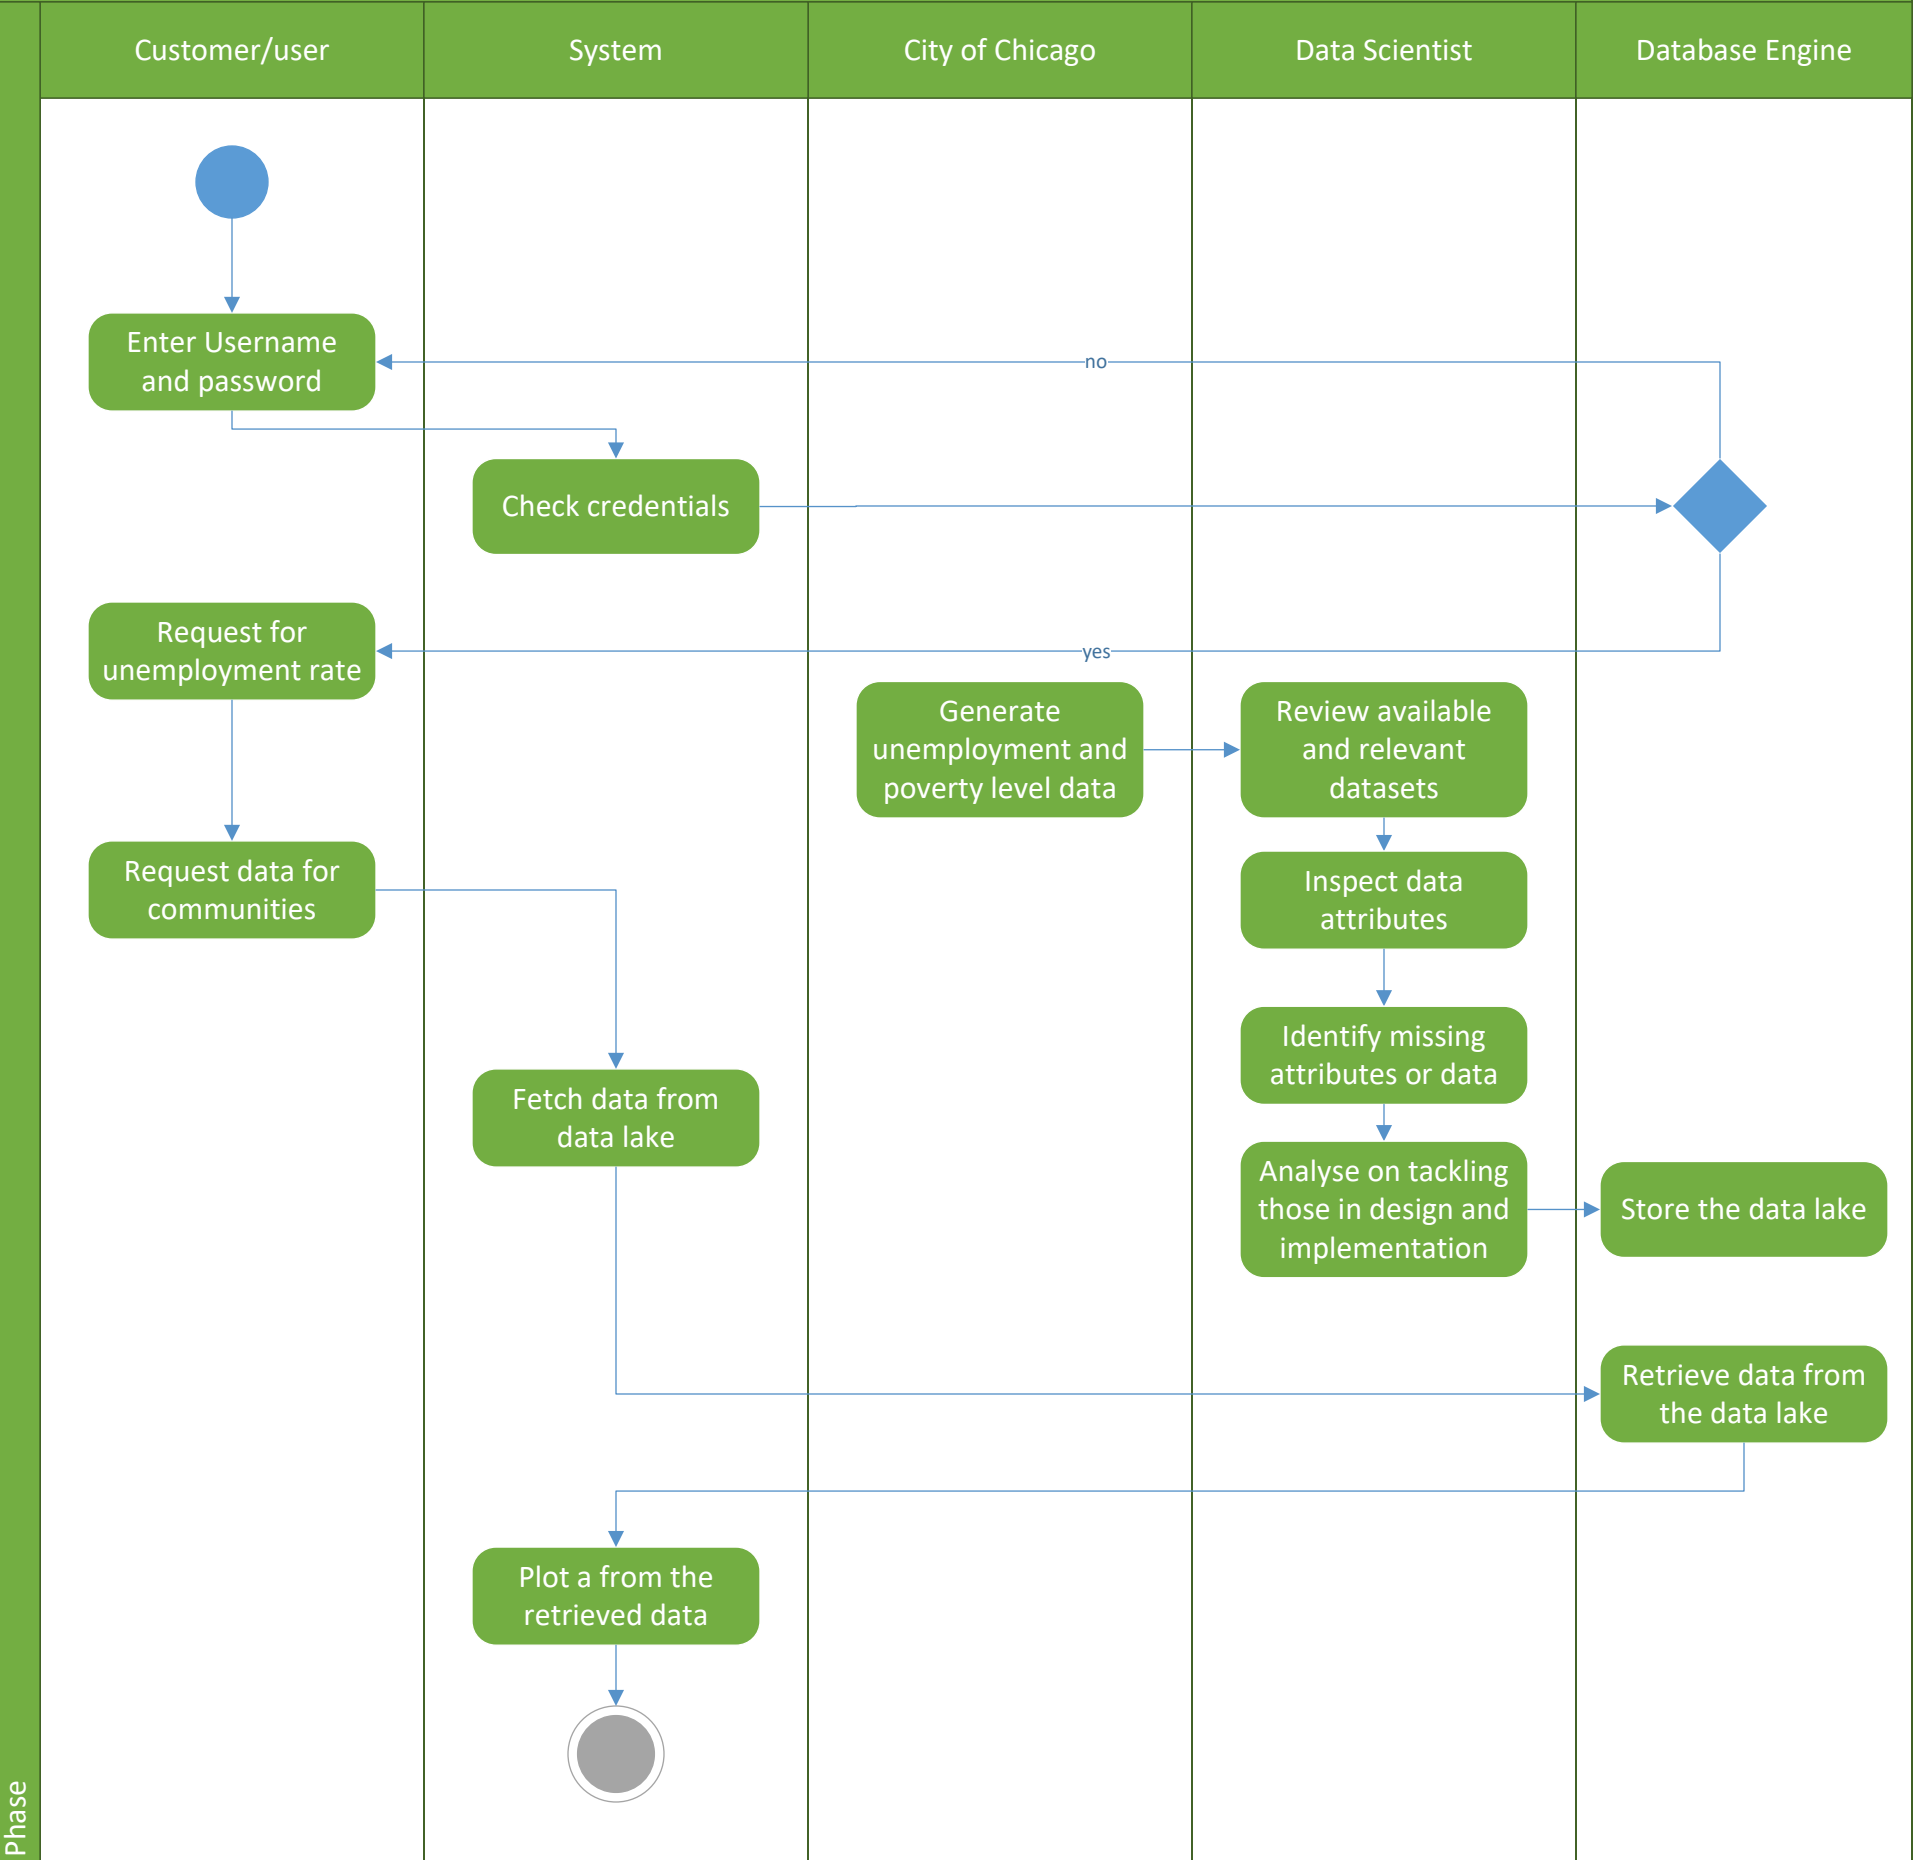 Customer/user
System
City of Chicago
Data Scientist
Database Engine
Enter Username
and password
no
Check credentials
Request for
unemployment rate
yes
Generate
unemployment and
poverty level data
Review available
and relevant
datasets
Request data for
communities
Inspect data
attributes
Identify missing
attributes or data
Fetch data from
data lake
Analyse on tackling
those in design and
implementation
Store the data lake
Retrieve data from
the data lake
Plot a from the
retrieved data
Phase